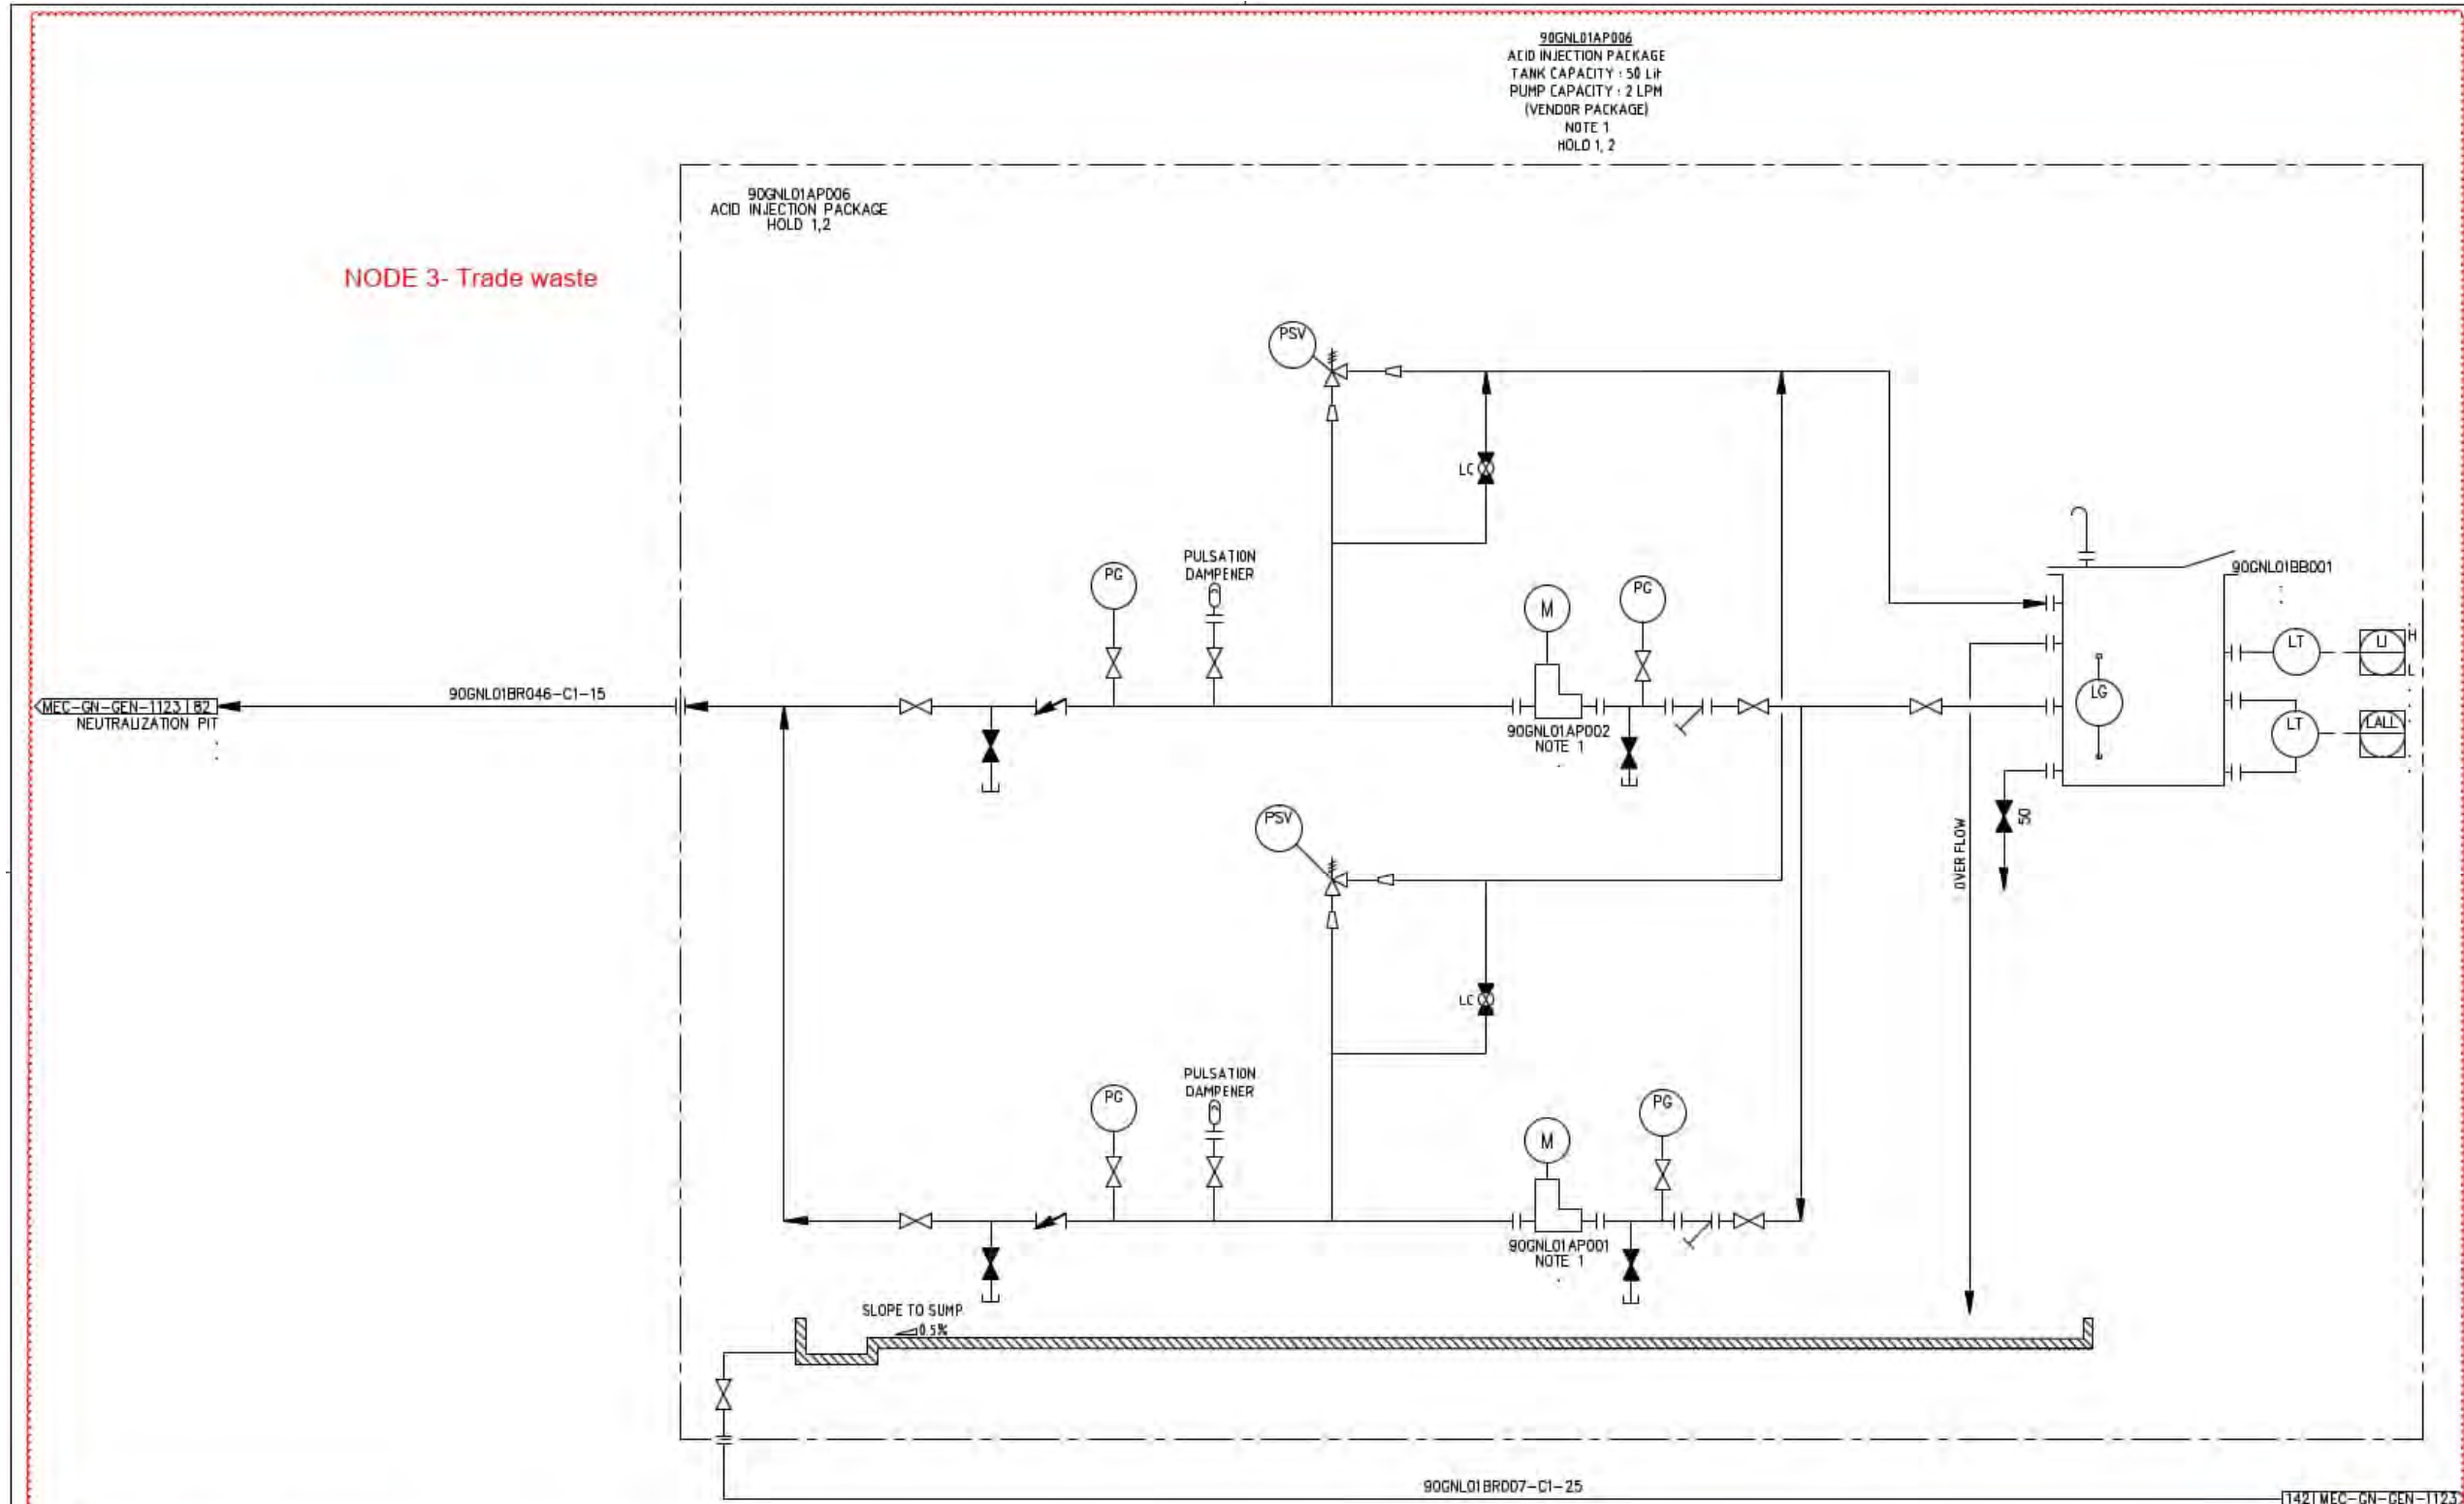 90GNL01AP006
ACID INJECTION PACKAGE
TANK CAPACITY : 50 Lit
PUMP CAPACITY : 2 LPM
(VENDOR PACKAGE)
NOTE 1
HOLD 1, 2
90GNL01AP006
ACID INJECTION PACKAGE
HOLD 1,2
NODE 3- Trade waste
PSV
LC
PULSATION
DAMPENER
PG
M
PG
90GNL01BB001
LT
LI
H
L
LG
LT
LALL
90GNL01BR046-C1-15
MEC-GN-GEN-1123 | 82
NEUTRALIZATION PIT
90GNL01AP002
NOTE 1
50
OVER FLOW
PSV
LC
PULSATION
DAMPENER
PG
M
PG
90GNL01AP001
NOTE 1
SLOPE TO SUMP
0.5%
90GNL01BR007-C1-25
142 | MEC-GN-GEN-1123